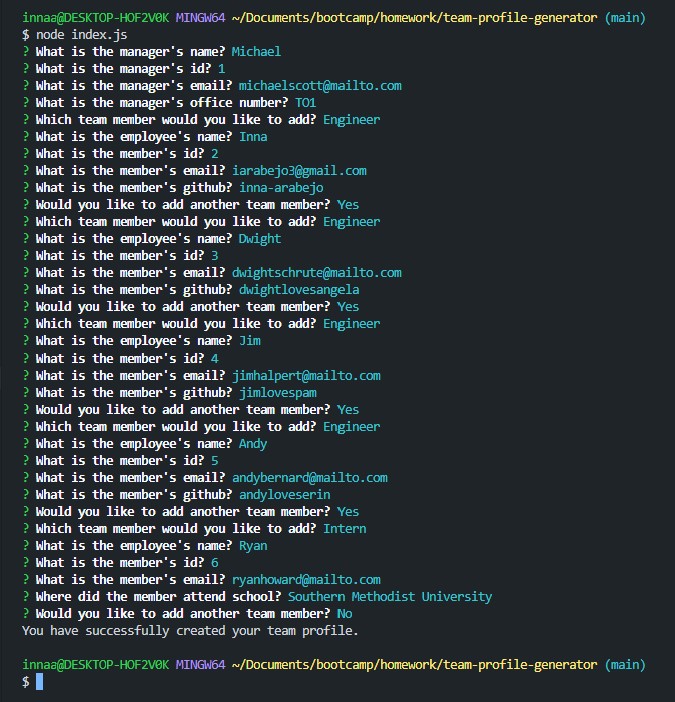 innaa@DESKTOP-HOF2V0K MINGW64 ~/Documents/bootcamp/homework/team-profile-generator (main)
$ node index.js
? What is the manager's name? Michael
? What is the manager's id? 1
? What is the manager's email? michaelscott@mailto.com
? What is the manager's office number? TO1
? Which team member would you like to add? Engineer
? What is the employee's name? Inna
? What is the member's id? 2
? What is the member's email? iarabejo3@gmail.com
? What is the member's github? inna-arabejo
? Would you like to add another team member? Yes
? Which team member would you like to add? Engineer
? What is the employee's name? Dwight
? What is the member's id? 3
? What is the member's email? dwightschrute@mailto.com
? What is the member's github? dwightlovesangela
? Would you like to add another team member? Yes
? Which team member would you like to add? Engineer
? What is the employee's name? Jim
? What is the member's id? 4
? What is the member's email? jimhalpert@mailto.com
? What is the member's github? jimlovespam
? Would you like to add another team member? Yes
? Which team member would you like to add? Engineer
? What is the employee's name? Andy
? What is the member's id? 5
? What is the member's email? andybernard@mailto.com
? What is the member's github? andyloveserin
? Would you like to add another team member? Yes
? Which team member would you like to add? Intern
? What is the employee's name? Ryan
? What is the member's id? 6
? What is the member's email? ryanhoward@mailto.com
? Where did the member attend school? Southern Methodist University
? Would you like to add another team member? No
You have successfully created your team profile.
innaa@DESKTOP-HOF2V0K MINGW64 ~/Documents/bootcamp/homework/team-profile-generator (main)
$